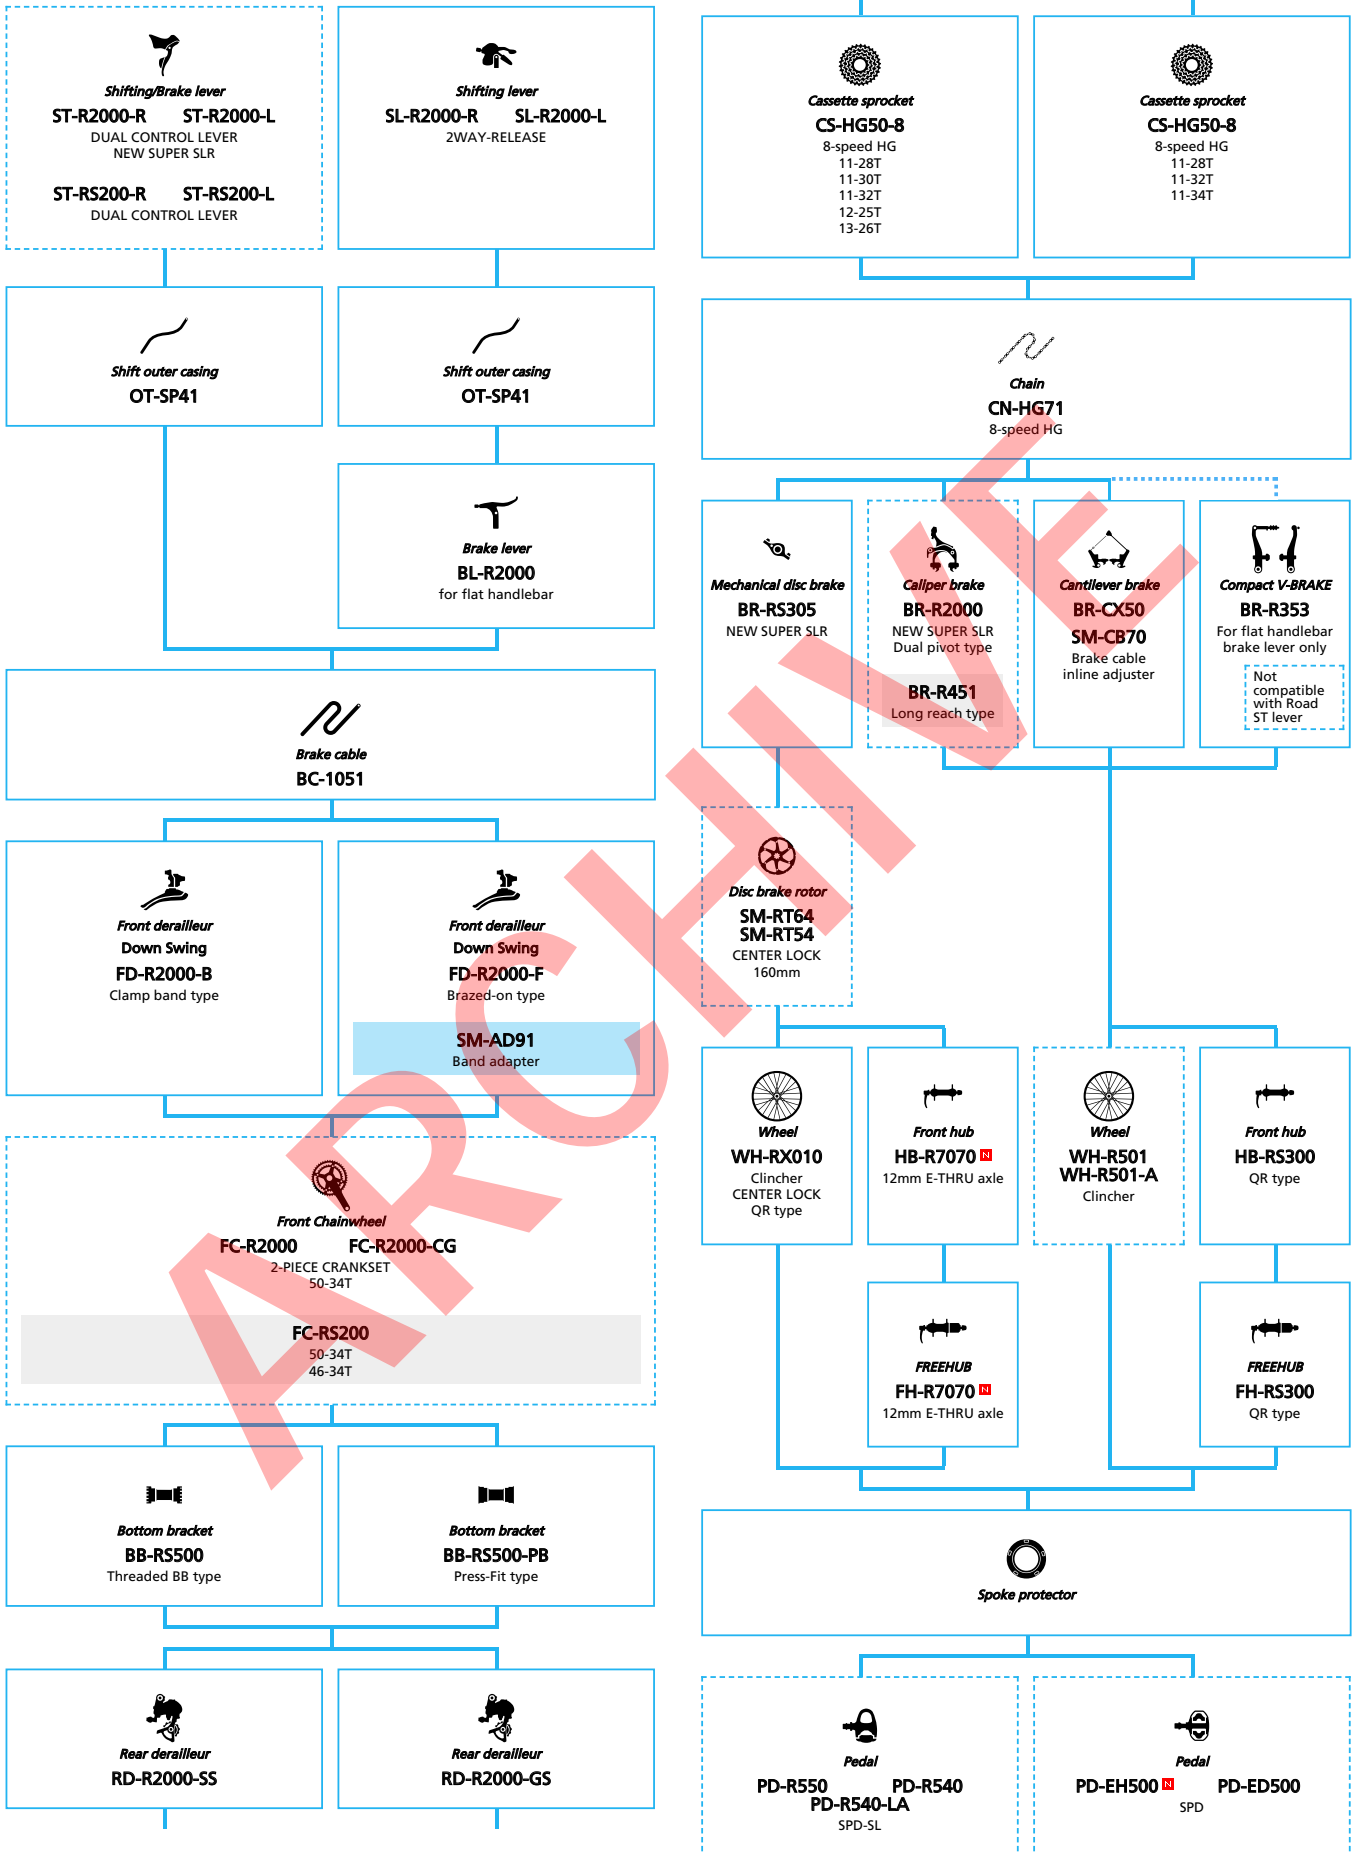 Shifting/Brake lever
ST-R2000-R ST-R2000-L
DUAL CONTROL LEVER
NEW SUPER SLR
ST-RS200-R ST-RS200-L
DUAL CONTROL LEVER
Shifting lever
SL-R2000-R SL-R2000-L
2WAY-RELEASE
Shift outer casing
OT-SP41
Shift outer casing
OT-SP41
Brake lever
BL-R2000
for flat handlebar
Brake cable
BC-1051
Front derailleur
Down Swing
FD-R2000-B
Clamp band type
Front derailleur
Down Swing
FD-R2000-F
Brazed-on type
SM-AD91
Band adapter
Front Chainwheel
FC-R2000 FC-R2000-CG
2-PIECE CRANKSET
50-34T
FC-RS200
50-34T
46-34T
Bottom bracket
BB-RS500
Threaded BB type
Bottom bracket
BB-RS500-PB
Press-Fit type
Rear derailleur
RD-R2000-SS
Rear derailleur
RD-R2000-GS
Cassette sprocket
CS-HG50-8
8-speed HG
11-28T
11-30T
11-32T
12-25T
13-26T
Cassette sprocket
CS-HG50-8
8-speed HG
11-28T
11-32T
11-34T
Chain
CN-HG71
8-speed HG
Mechanical disc brake
BR-RS305
NEW SUPER SLR
Caliper brake
BR-R2000
NEW SUPER SLR
Dual pivot type
BR-R451
Long reach type
Cantilever brake
BR-CX50
SM-CB70
Brake cable
inline adjuster
Compact V-BRAKE
BR-R353
For flat handlebar
brake lever only
Not
compatible
with Road
ST lever
Disc brake rotor
SM-RT64
SM-RT54
CENTER LOCK
160mm
Wheel
WH-RX010
Clincher
CENTER LOCK
QR type
Front hub
HB-R7070 N
12mm E-THRU axle
Wheel
WH-R501
WH-R501-A
Clincher
Front hub
HB-RS300
QR type
FREEHUB
FH-R7070 N
12mm E-THRU axle
FREEHUB
FH-RS300
QR type
Spoke protector
Pedal
PD-R550 PD-R540
PD-R540-LA
SPD-SL
Pedal
PD-EH500 N PD-ED500
SPD
ARCHIVE